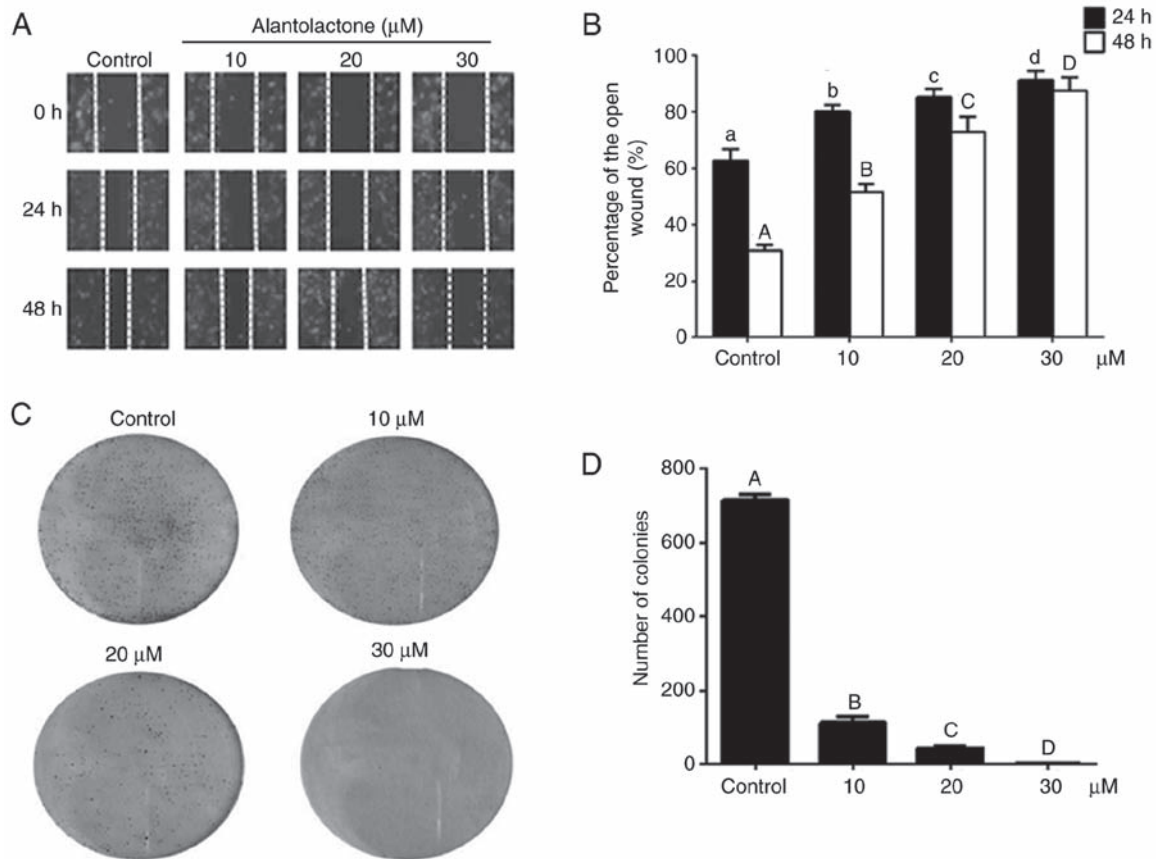 A
Alantolactone (μM)
Control 10 20 30
0 h
24 h
48 h
B
24 h
48 h
Percentage of the open
wound (%)
100
80
60
40
20
0
a
A
b
B
c
C
d
D
Control 10 20 30 μM
C
Control 10 μM
20 μM 30 μM
D
Number of colonies
800
600
400
200
0
A
B
C
D
Control 10 20 30 μM